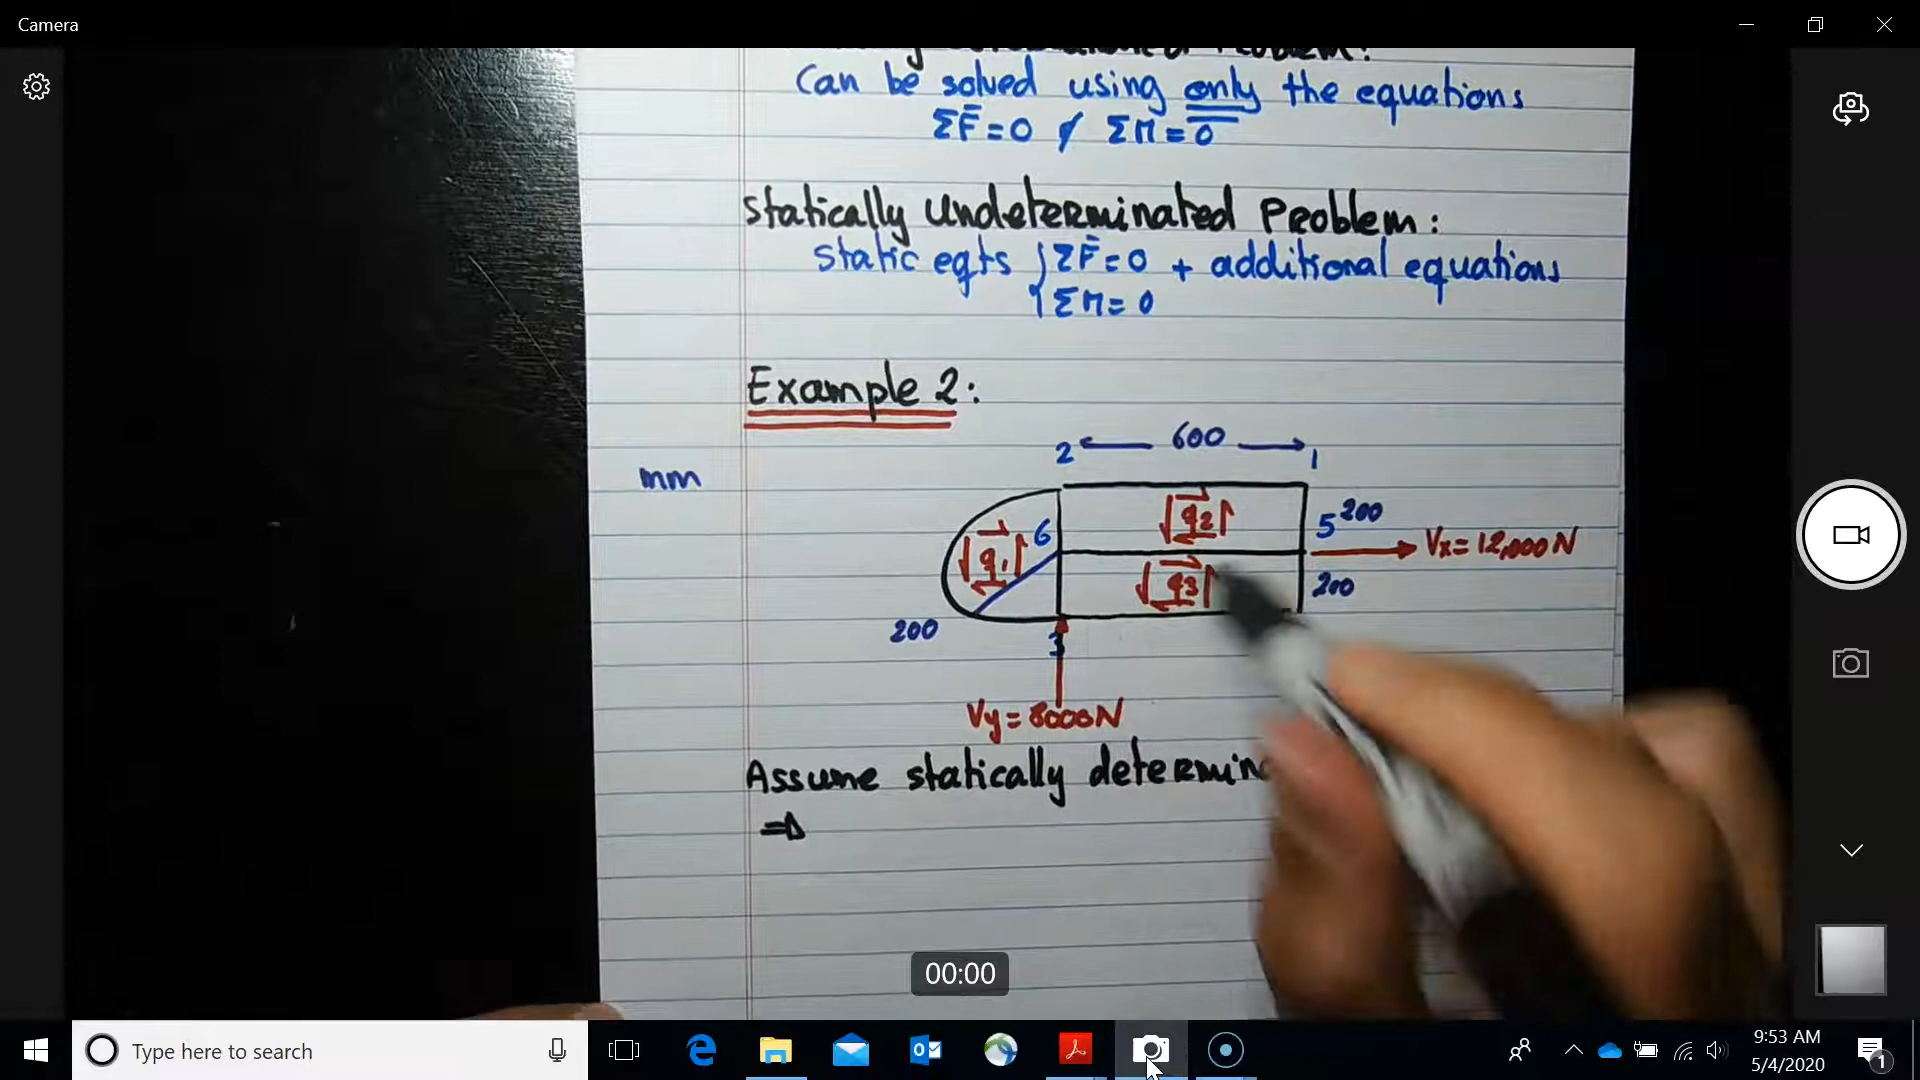 Camera
Problem:
Can be solved using only the equations
ΣF̄ = 0 & ΣM = 0
Statically Undeterminated Problem:
static eqts { ΣF̄ = 0 + additional equations
ΣM = 0
Example 2:
mm
2 600 1
q1 6 q2 5 200
Vx = 12,000N
q3 200
200
3
Vy = 8000N
Assume statically
⇒
00:00
Type here to search
9:53 AM
5/4/2020
1